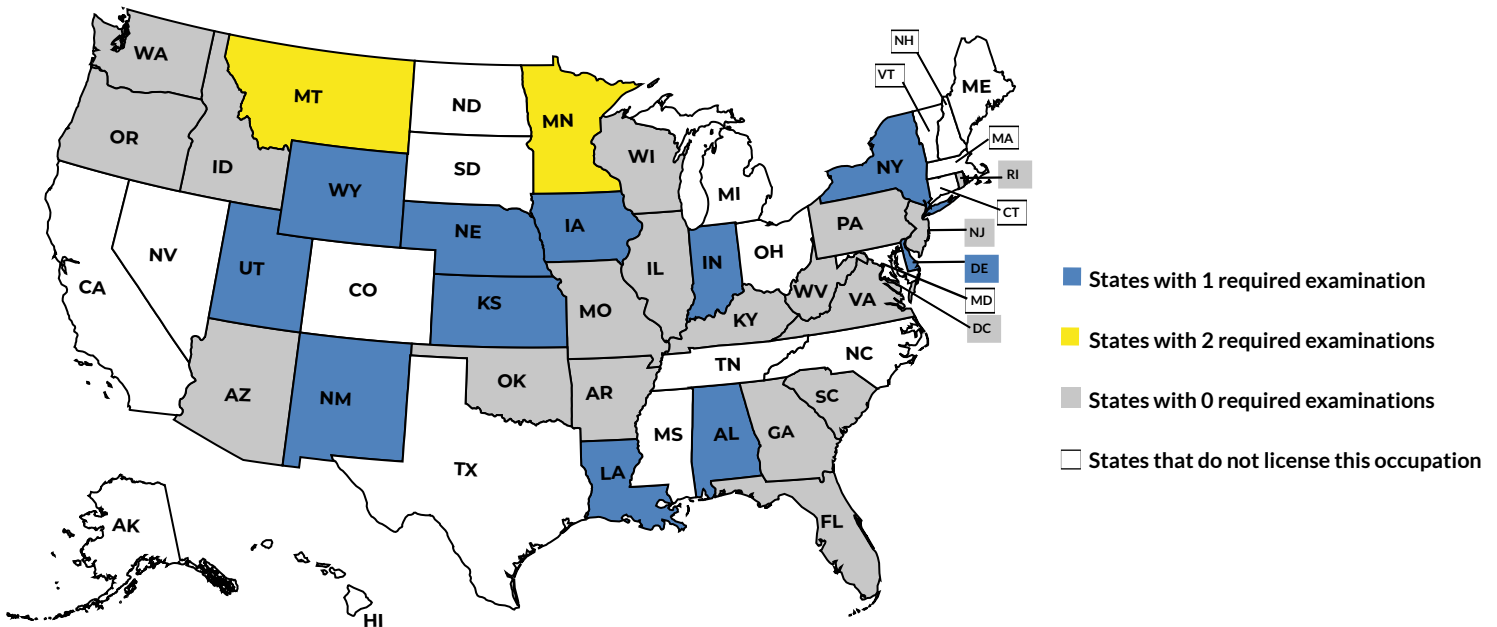 NH
WA
VT
ME
MT
ND
MN
OR
MA
WI
NY
ID
SD
RI
WY
MI
CT
PA
IA
NE
NJ
OH
NV
IN
UT
IL
DE
CA
CO
States with 1 required examination
WV
VA
MD
KS
MO
KY
DC
States with 2 required examinations
NC
TN
OK
AZ
AR
SC
NM
States with 0 required examinations
MS
AL
GA
States that do not license this occupation
TX
LA
FL
AK
HI